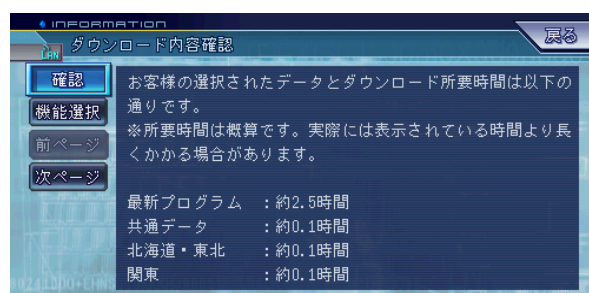 INFORMATION
LAN ダウンロード内容確認 戻る
確認
機能選択
前ページ
次ページ
お客様の選択されたデータとダウンロード所要時間は以下の
通りです。
※所要時間は概算です。実際には表示されている時間より長
くかかる場合があります。
最新プログラム ：約2.5時間
共通データ ：約0.1時間
北海道・東北 ：約0.1時間
関東 ：約0.1時間